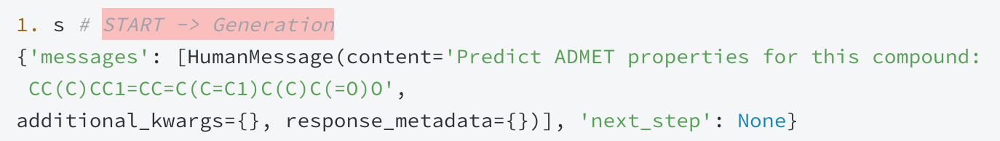 1. s # START -> Generation
{'messages': [HumanMessage(content='Predict ADMET properties for this compound:
CC(C)CC1=CC=C(C=C1)C(C)C(=O)O',
additional_kwargs={}, response_metadata={})], 'next_step': None}